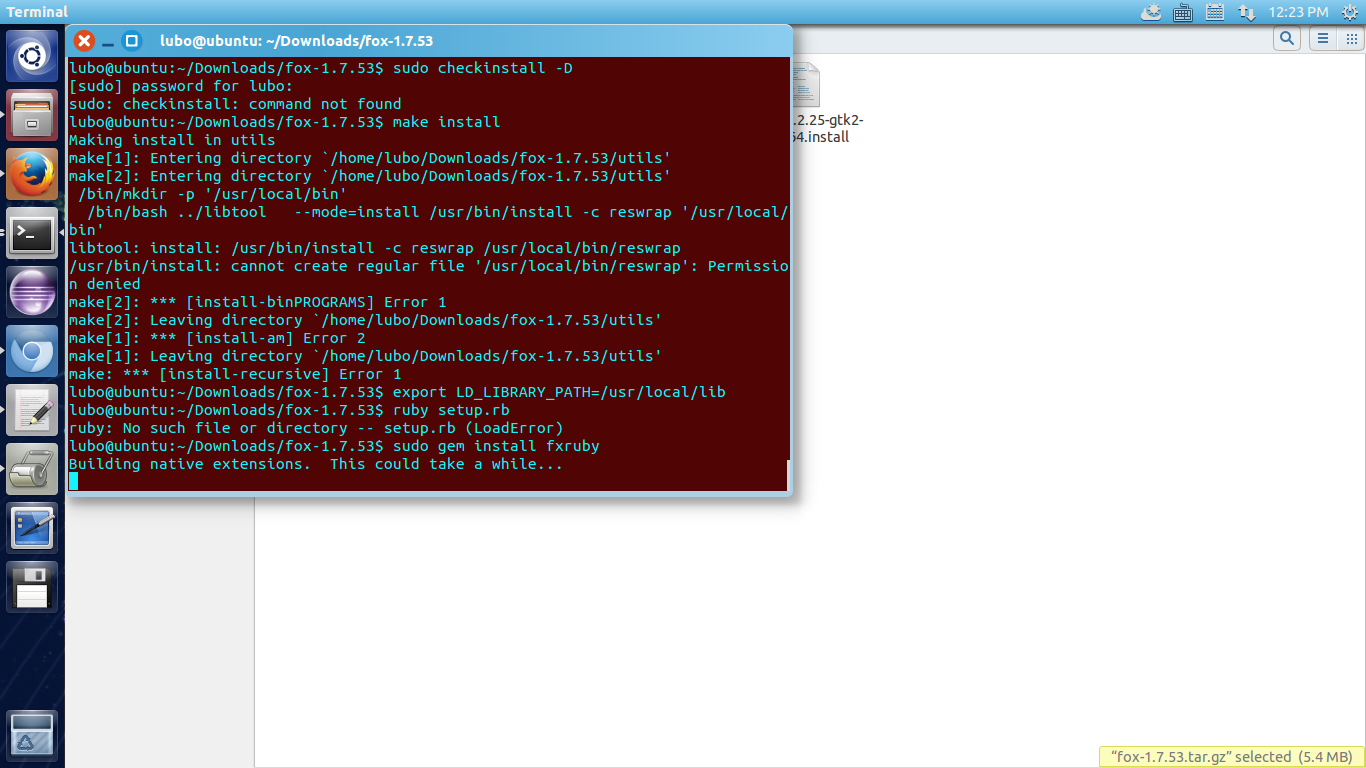 Terminal
12:23 PM
lubo@ubuntu: ~/Downloads/fox-1.7.53
lubo@ubuntu:~/Downloads/fox-1.7.53$ sudo checkinstall -D
[sudo] password for lubo:
sudo: checkinstall: command not found
lubo@ubuntu:~/Downloads/fox-1.7.53$ make install
Making install in utils
make[1]: Entering directory `/home/lubo/Downloads/fox-1.7.53/utils'
make[2]: Entering directory `/home/lubo/Downloads/fox-1.7.53/utils'
/bin/mkdir -p '/usr/local/bin'
/bin/bash ../libtool   --mode=install /usr/bin/install -c reswrap '/usr/local/
bin'
libtool: install: /usr/bin/install -c reswrap /usr/local/bin/reswrap
/usr/bin/install: cannot create regular file '/usr/local/bin/reswrap': Permissio
n denied
make[2]: *** [install-binPROGRAMS] Error 1
make[2]: Leaving directory `/home/lubo/Downloads/fox-1.7.53/utils'
make[1]: *** [install-am] Error 2
make[1]: Leaving directory `/home/lubo/Downloads/fox-1.7.53/utils'
make: *** [install-recursive] Error 1
lubo@ubuntu:~/Downloads/fox-1.7.53$ export LD_LIBRARY_PATH=/usr/local/lib
lubo@ubuntu:~/Downloads/fox-1.7.53$ ruby setup.rb
ruby: No such file or directory -- setup.rb (LoadError)
lubo@ubuntu:~/Downloads/fox-1.7.53$ sudo gem install fxruby
Building native extensions.  This could take a while...
.2.25-gtk2-
64.install
“fox-1.7.53.tar.gz” selected (5.4 MB)